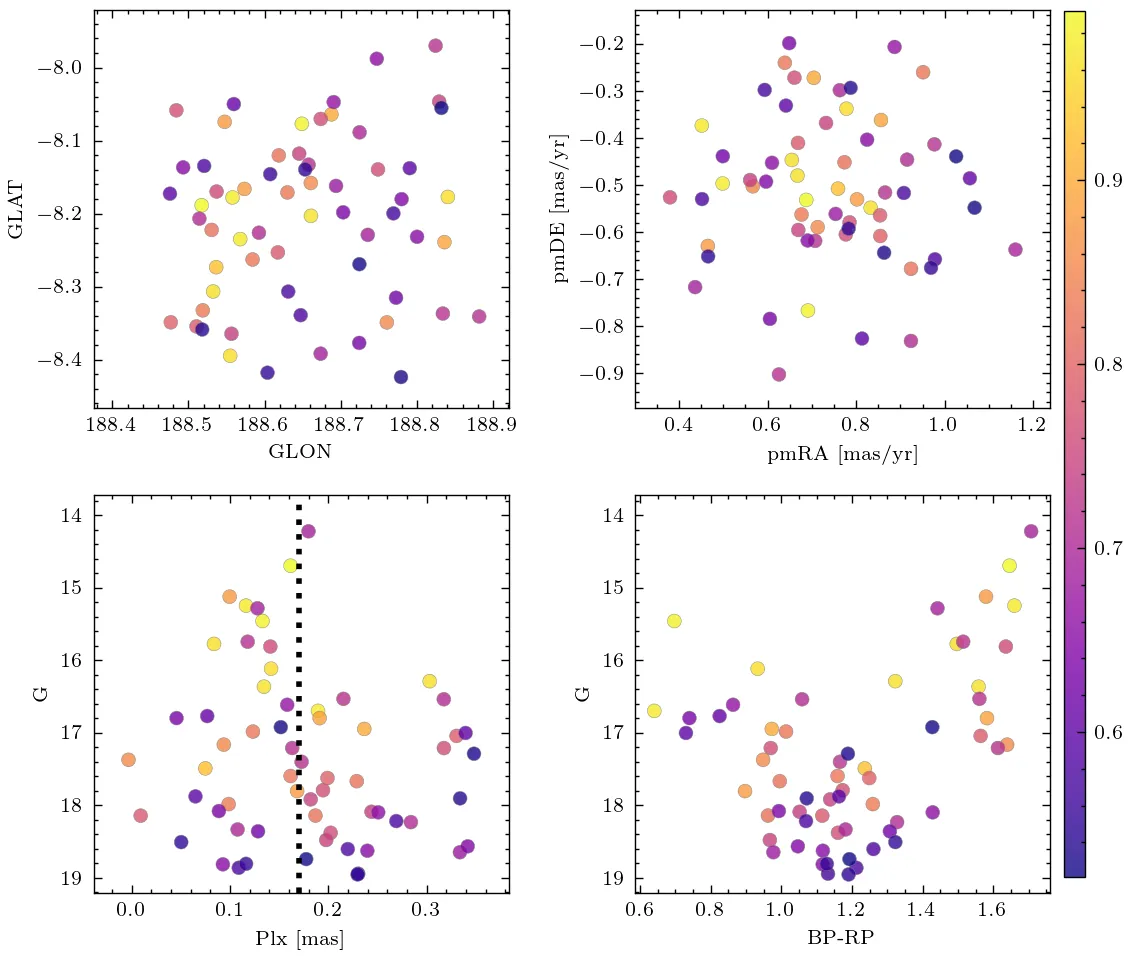 −8.0
−8.1
−8.2
−8.3
−8.4
GLAT
188.4 188.5 188.6 188.7 188.8 188.9
GLON
−0.2
−0.3
−0.4
−0.5
−0.6
−0.7
−0.8
−0.9
pmDE [mas/yr]
0.4 0.6 0.8 1.0 1.2
pmRA [mas/yr]
14
15
16
17
18
19
G
0.0 0.1 0.2 0.3
Plx [mas]
14
15
16
17
18
19
G
0.6 0.8 1.0 1.2 1.4 1.6
BP-RP
0.9
0.8
0.7
0.6